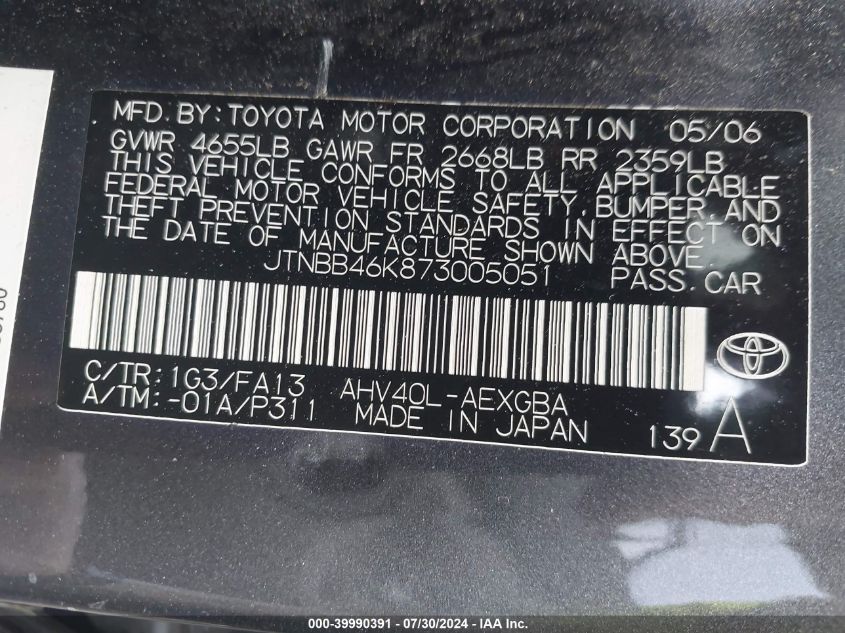 MFD. BY: TOYOTA MOTOR CORPORATION 05/06
GVWR 4655LB GAWR FR 2668LB RR 2359LB
THIS VEHICLE CONFORMS TO ALL APPLICABLE
FEDERAL MOTOR VEHICLE SAFETY, BUMPER, AND
THEFT PREVENTION STANDARDS IN EFFECT ON
THE DATE OF MANUFACTURE SHOWN ABOVE.
JTNBB46K873005051 PASS. CAR
C/TR: 1G3/FA13 AHV40L-AEXGBA
A/TM: -01A/P311 MADE IN JAPAN 139 A
000-39990391 / 07/30/2024 - IAA Inc.